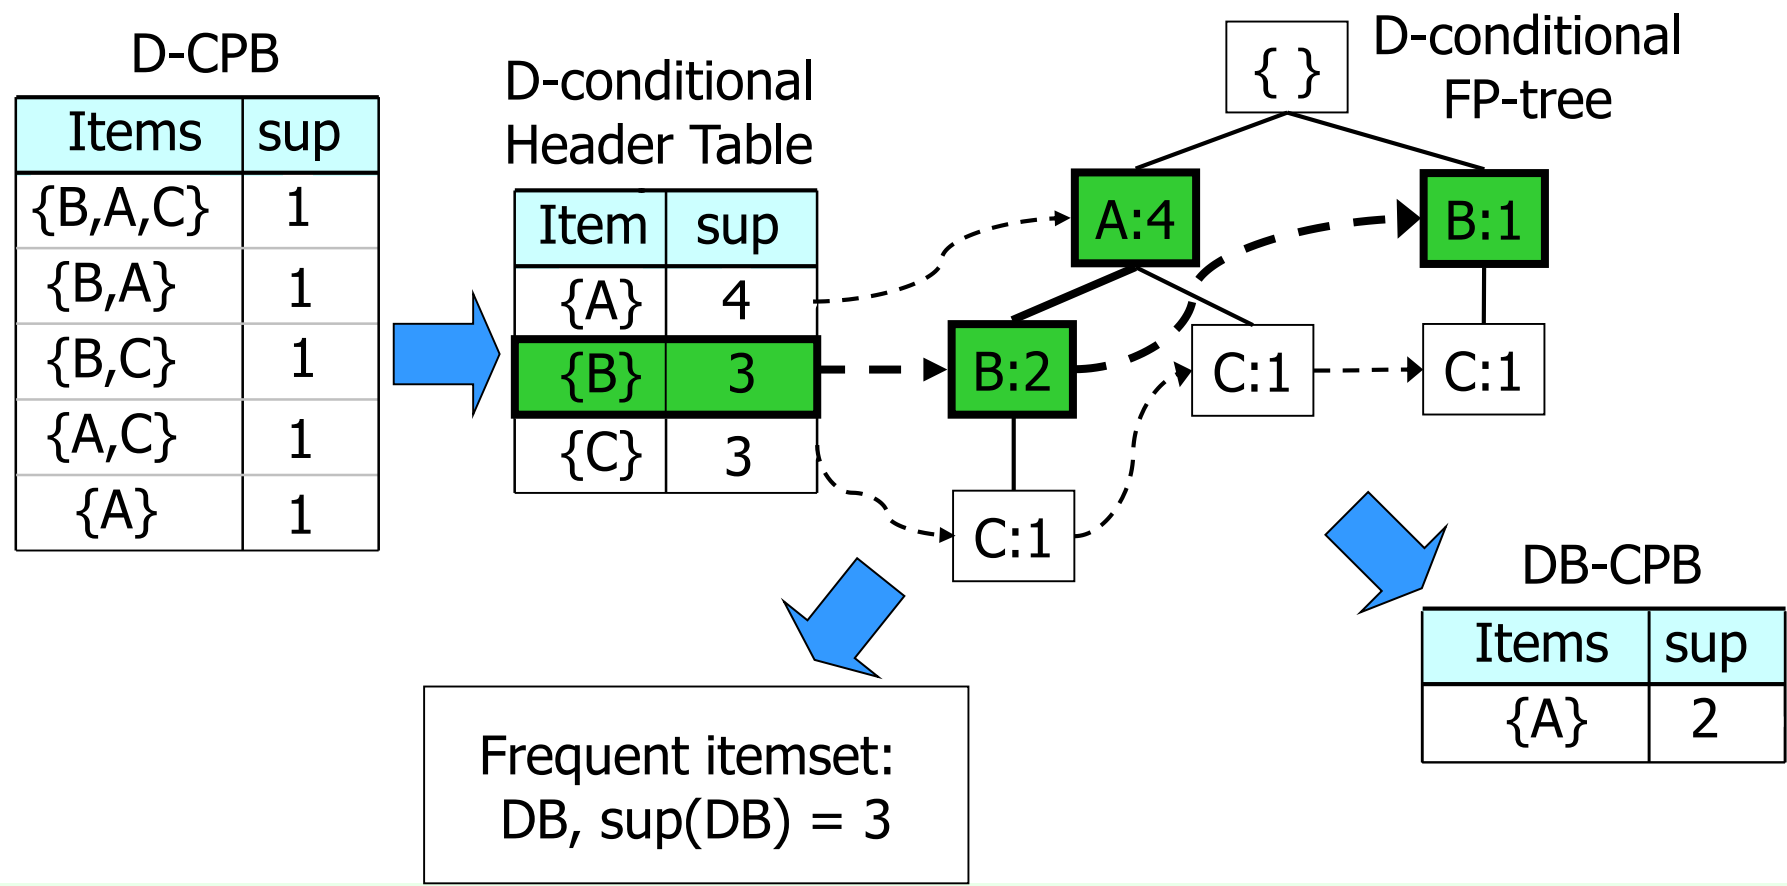 D-CPB
Items sup
{B,A,C} 1
{B,A} 1
{B,C} 1
{A,C} 1
{A} 1
D-conditional
Header Table
Item sup
{A} 4
{B} 3
{C} 3
D-conditional
FP-tree
{ }
A:4
B:1
B:2
C:1
C:1
C:1
Frequent itemset:
DB, sup(DB) = 3
DB-CPB
Items sup
{A} 2